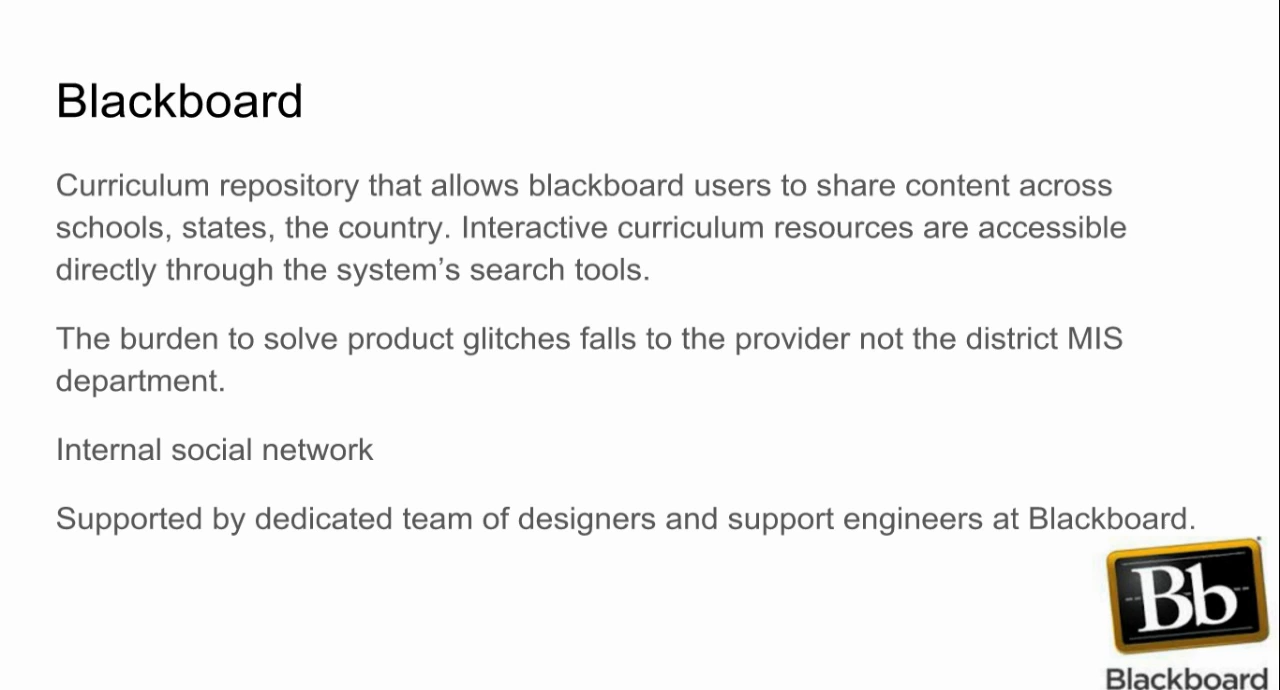 Blackboard
Curriculum repository that allows blackboard users to share content across
schools, states, the country. Interactive curriculum resources are accessible
directly through the system’s search tools.
The burden to solve product glitches falls to the provider not the district MIS
department.
Internal social network
Supported by dedicated team of designers and support engineers at Blackboard.
Bb
Blackboard